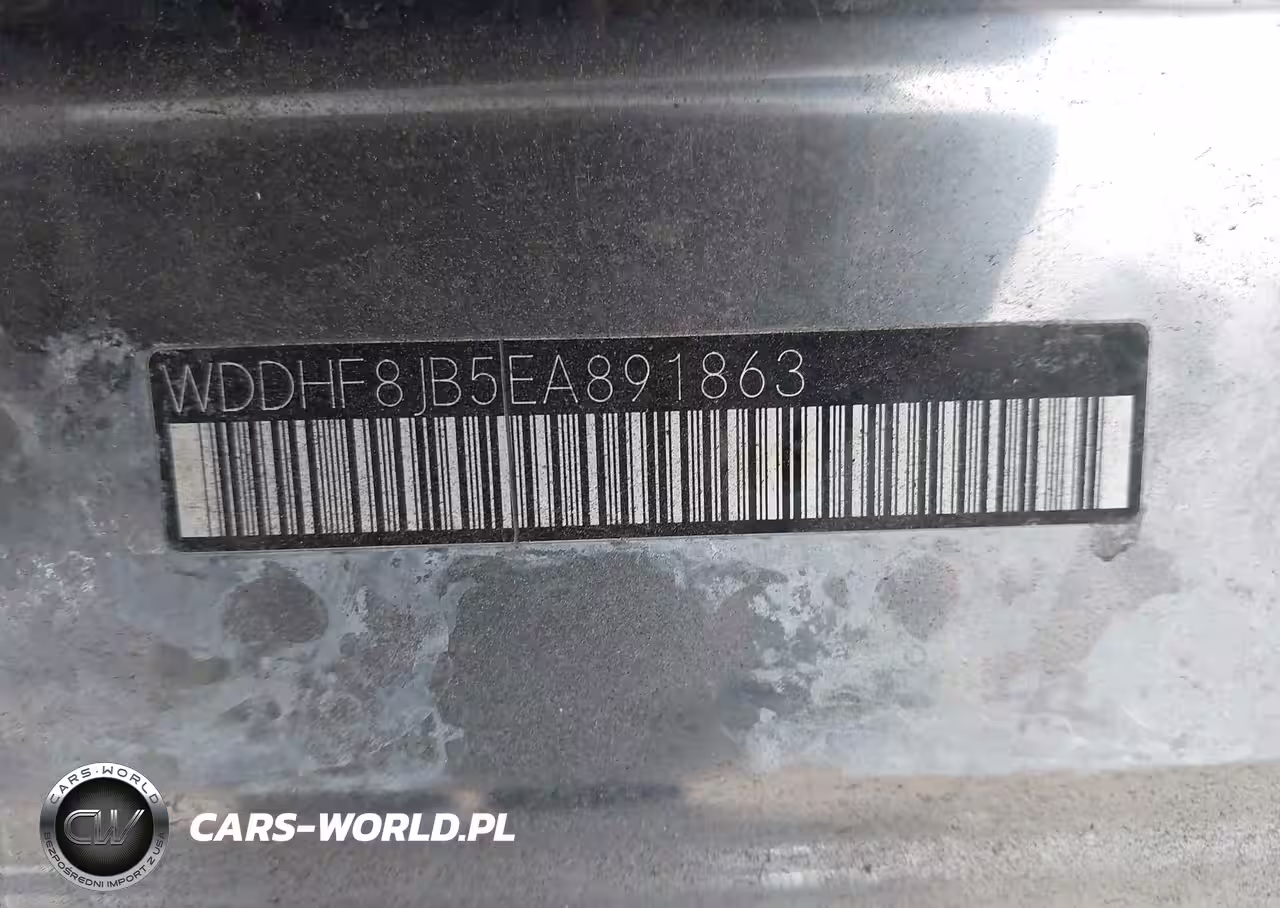 WDDHF8JB5EA891863
CARS-WORLD
CW
BEZPOŚREDNI IMPORT Z USA
CARS-WORLD.PL